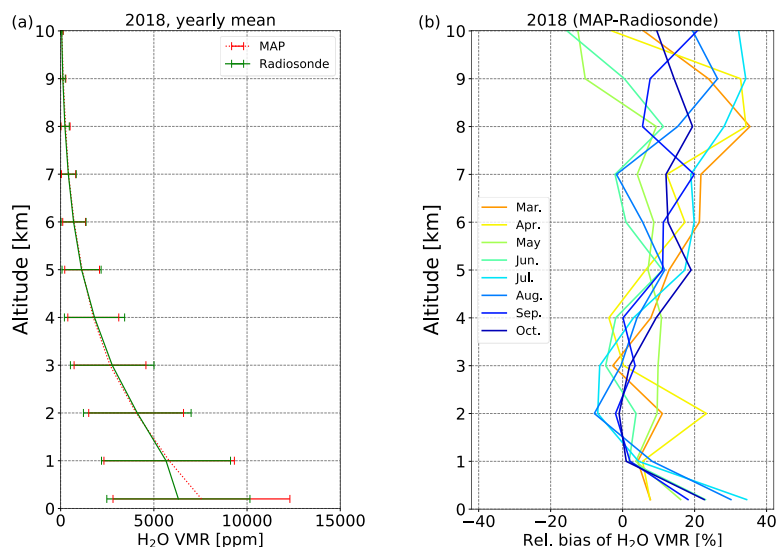 (a) 2018, yearly mean
MAP
Radiosonde
10
9
8
7
6
5
4
3
2
1
0
Altitude [km]
0 5000 10000 15000
H₂O VMR [ppm]
(b) 2018 (MAP-Radiosonde)
Mar.
Apr.
May
Jun.
Jul.
Aug.
Sep.
Oct.
10
9
8
7
6
5
4
3
2
1
0
Altitude [km]
−40 −20 0 20 40
Rel. bias of H₂O VMR [%]